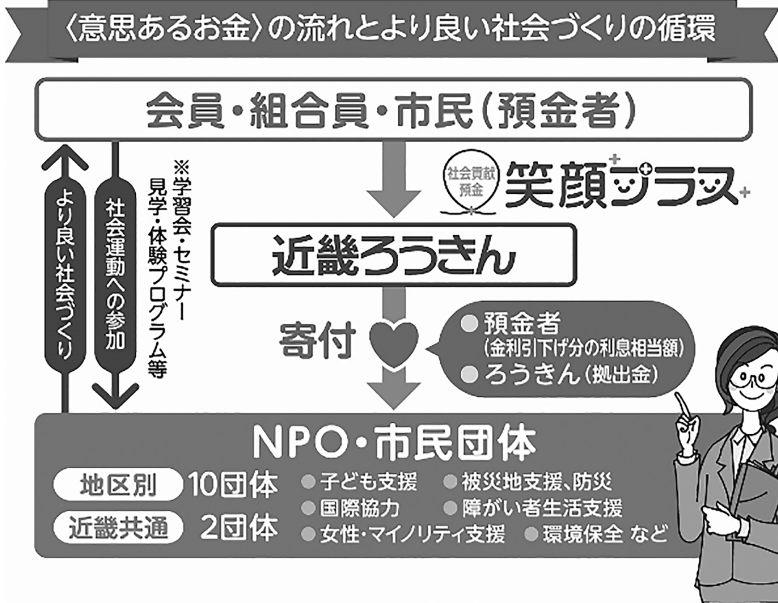 〈意思あるお金〉の流れとより良い社会づくりの循環
会員・組合員・市民(預金者)
社会貢献
預金
笑顔プラス
より良い社会づくり
社会運動への参加
※学習会・セミナー
見学・体験プログラム等
近畿ろうきん
寄付
● 預金者
(金利引下げ分の利息相当額)
● ろうきん(拠出金)
NPO・市民団体
地区別 10団体
近畿共通 2団体
● 子ども支援 ● 被災地支援、防災
● 国際協力 ● 障がい者生活支援
● 女性・マイノリティ支援 ● 環境保全 など